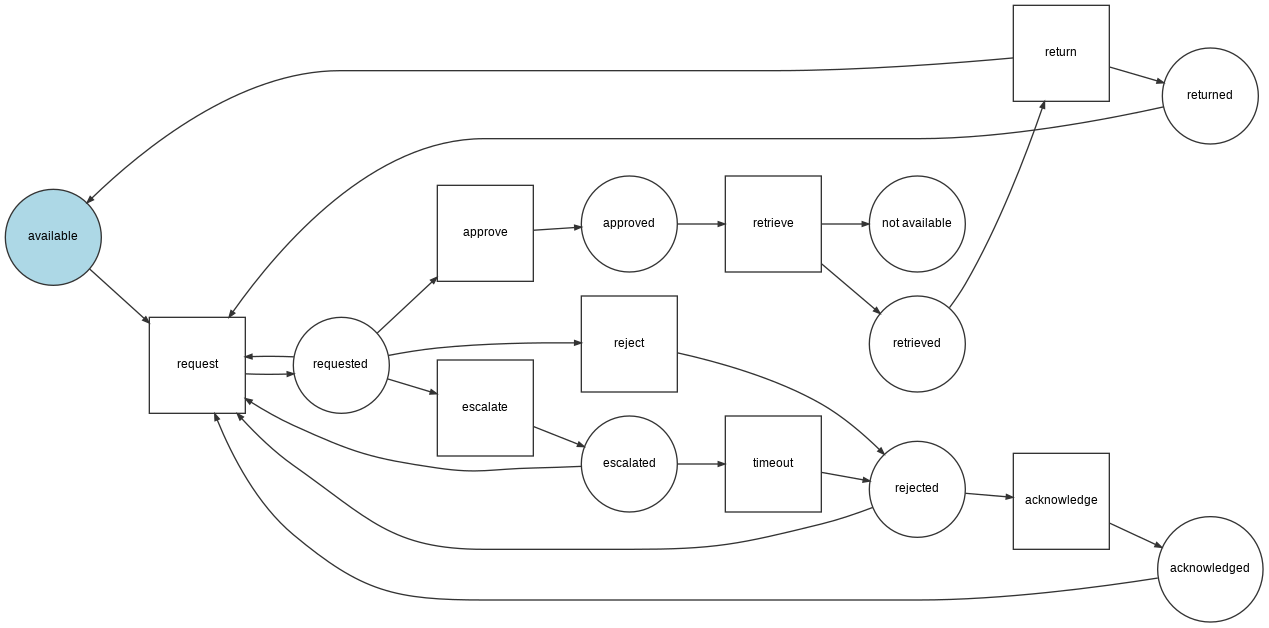 return
returned
available
approve
approved
retrieve
not available
request
requested
reject
retrieved
escalate
escalated
timeout
rejected
acknowledge
acknowledged